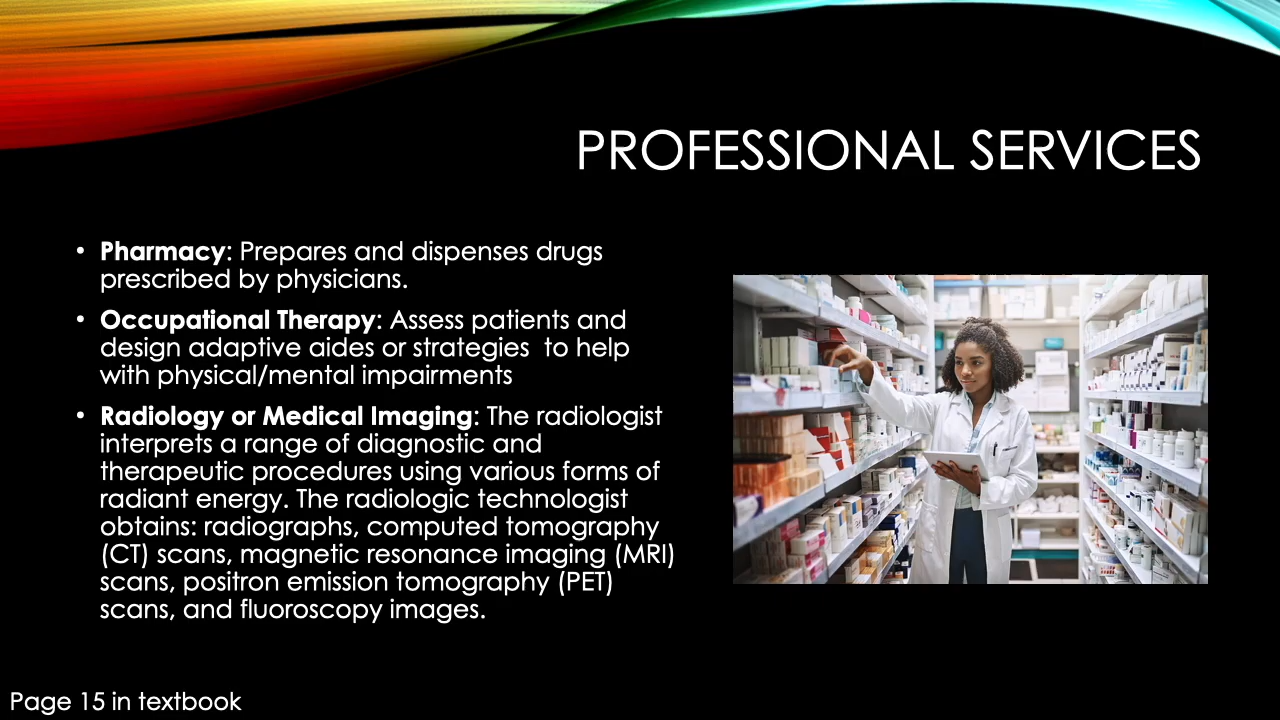 PROFESSIONAL SERVICES
• Pharmacy: Prepares and dispenses drugs
prescribed by physicians.
• Occupational Therapy: Assess patients and
design adaptive aides or strategies  to help
with physical/mental impairments
• Radiology or Medical Imaging: The radiologist
interprets a range of diagnostic and
therapeutic procedures using various forms of
radiant energy. The radiologic technologist
obtains: radiographs, computed tomography
(CT) scans, magnetic resonance imaging (MRI)
scans, positron emission tomography (PET)
scans, and fluoroscopy images.
Page 15 in textbook